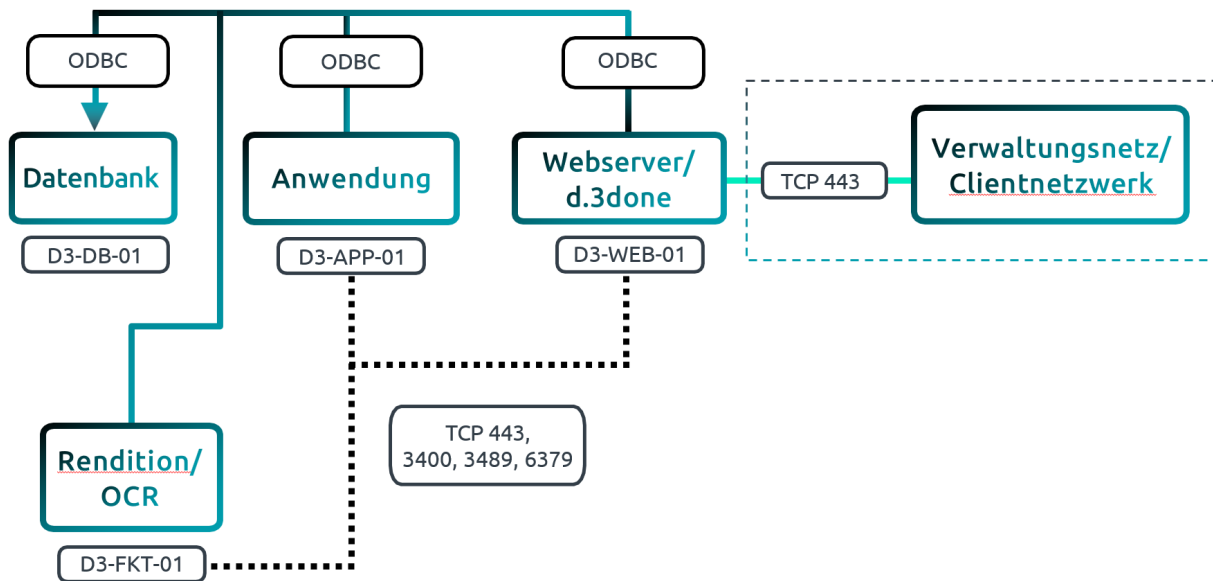 ODBC
ODBC
ODBC
Datenbank
Anwendung
Webserver/
d.3done
TCP 443
Verwaltungsnetz/
Clientnetzwerk
D3-DB-01
D3-APP-01
D3-WEB-01
TCP 443,
3400, 3489, 6379
Rendition/
OCR
D3-FKT-01